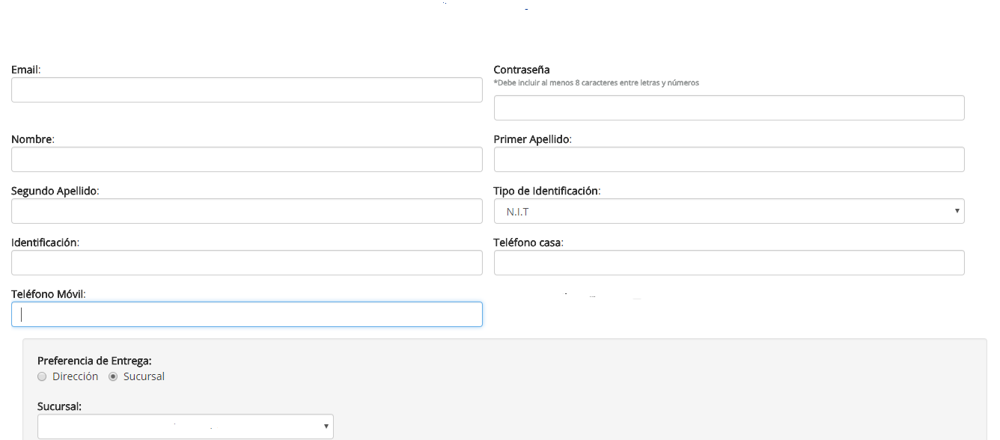 Email:
Contraseña
*Debe incluir al menos 8 caracteres entre letras y números
Nombre:
Primer Apellido:
Segundo Apellido:
Tipo de Identificación:
N.I.T
Identificación:
Teléfono casa:
Teléfono Móvil:
Preferencia de Entrega:
Dirección Sucursal
Sucursal: